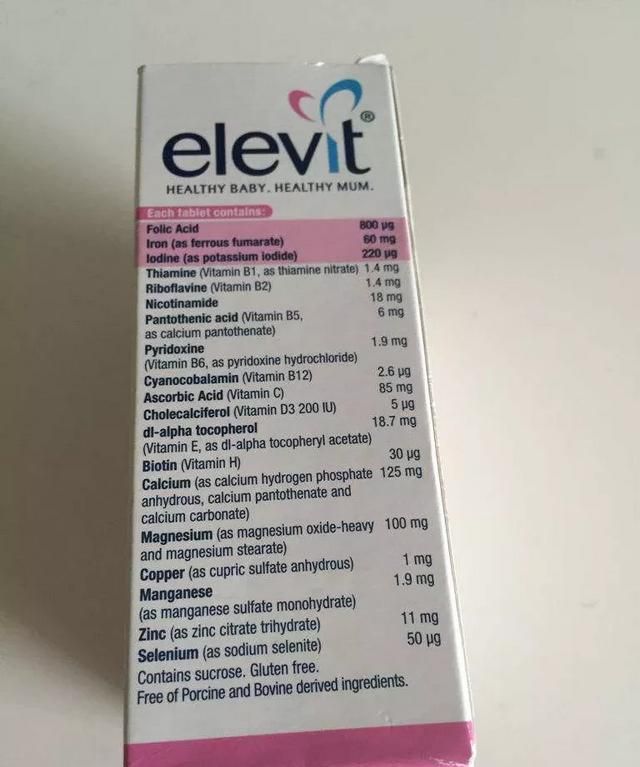 elevit®
HEALTHY BABY. HEALTHY MUM.
Each tablet contains:
Folic Acid 800 µg
Iron (as ferrous fumarate) 60 mg
Iodine (as potassium iodide) 220 µg
Thiamine (Vitamin B1, as thiamine nitrate) 1.4 mg
Riboflavine (Vitamin B2) 1.4 mg
Nicotinamide 18 mg
Pantothenic acid (Vitamin B5, 6 mg
as calcium pantothenate)
Pyridoxine 1.9 mg
(Vitamin B6, as pyridoxine hydrochloride)
Cyanocobalamin (Vitamin B12) 2.6 µg
Ascorbic Acid (Vitamin C) 85 mg
Cholecalciferol (Vitamin D3 200 IU) 5 µg
dl-alpha tocopherol 18.7 mg
(Vitamin E, as dl-alpha tocopheryl acetate)
Biotin (Vitamin H) 30 µg
Calcium (as calcium hydrogen phosphate 125 mg
anhydrous, calcium pantothenate and
calcium carbonate)
Magnesium (as magnesium oxide-heavy 100 mg
and magnesium stearate)
Copper (as cupric sulfate anhydrous) 1 mg
Manganese 1.9 mg
(as manganese sulfate monohydrate)
Zinc (as zinc citrate trihydrate) 11 mg
Selenium (as sodium selenite) 50 µg
Contains sucrose. Gluten free.
Free of Porcine and Bovine derived ingredients.